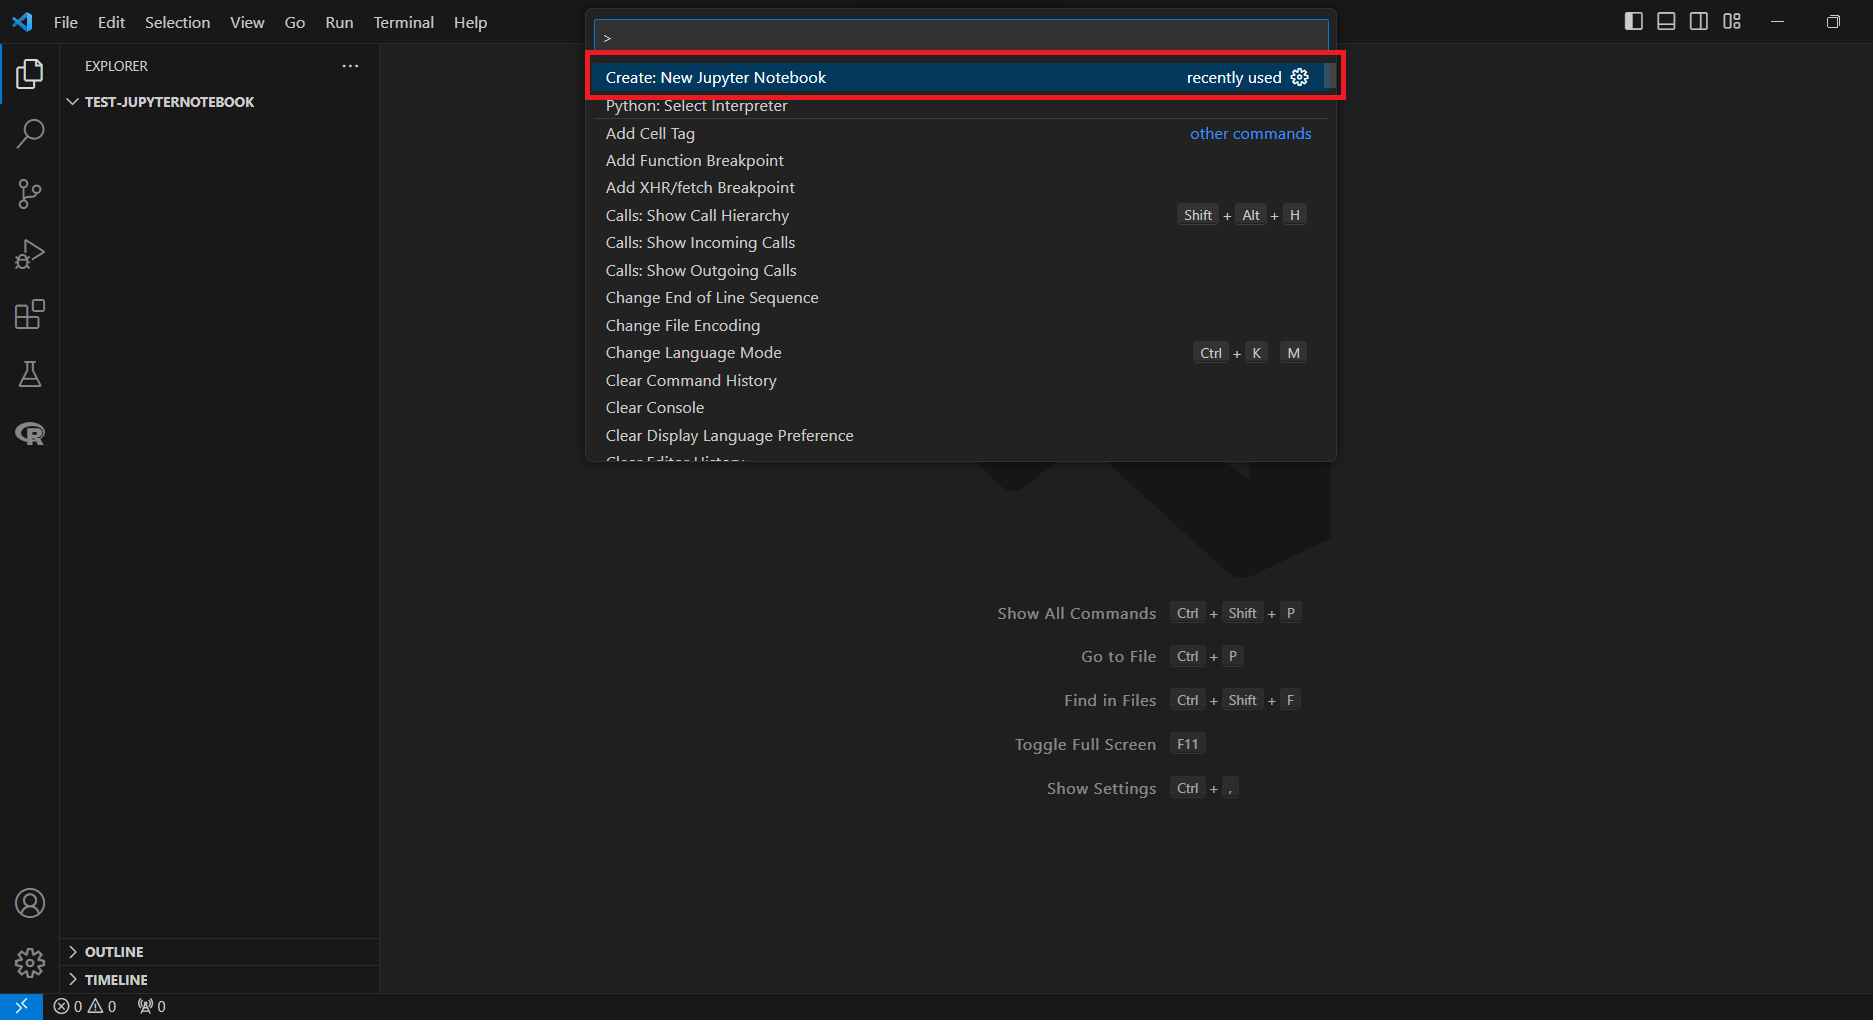 File Edit Selection View Go Run Terminal Help
>
Create: New Jupyter Notebook recently used
Python: Select Interpreter
Add Cell Tag other commands
Add Function Breakpoint
Add XHR/fetch Breakpoint
Calls: Show Call Hierarchy Shift + Alt + H
Calls: Show Incoming Calls
Calls: Show Outgoing Calls
Change End of Line Sequence
Change File Encoding
Change Language Mode Ctrl + K M
Clear Command History
Clear Console
Clear Display Language Preference
Clear Editor History
EXPLORER
TEST-JUPYTERNOTEBOOK
R
Show All Commands Ctrl + Shift + P
Go to File Ctrl + P
Find in Files Ctrl + Shift + F
Toggle Full Screen F11
Show Settings Ctrl + ,
OUTLINE
TIMELINE
0 0 0